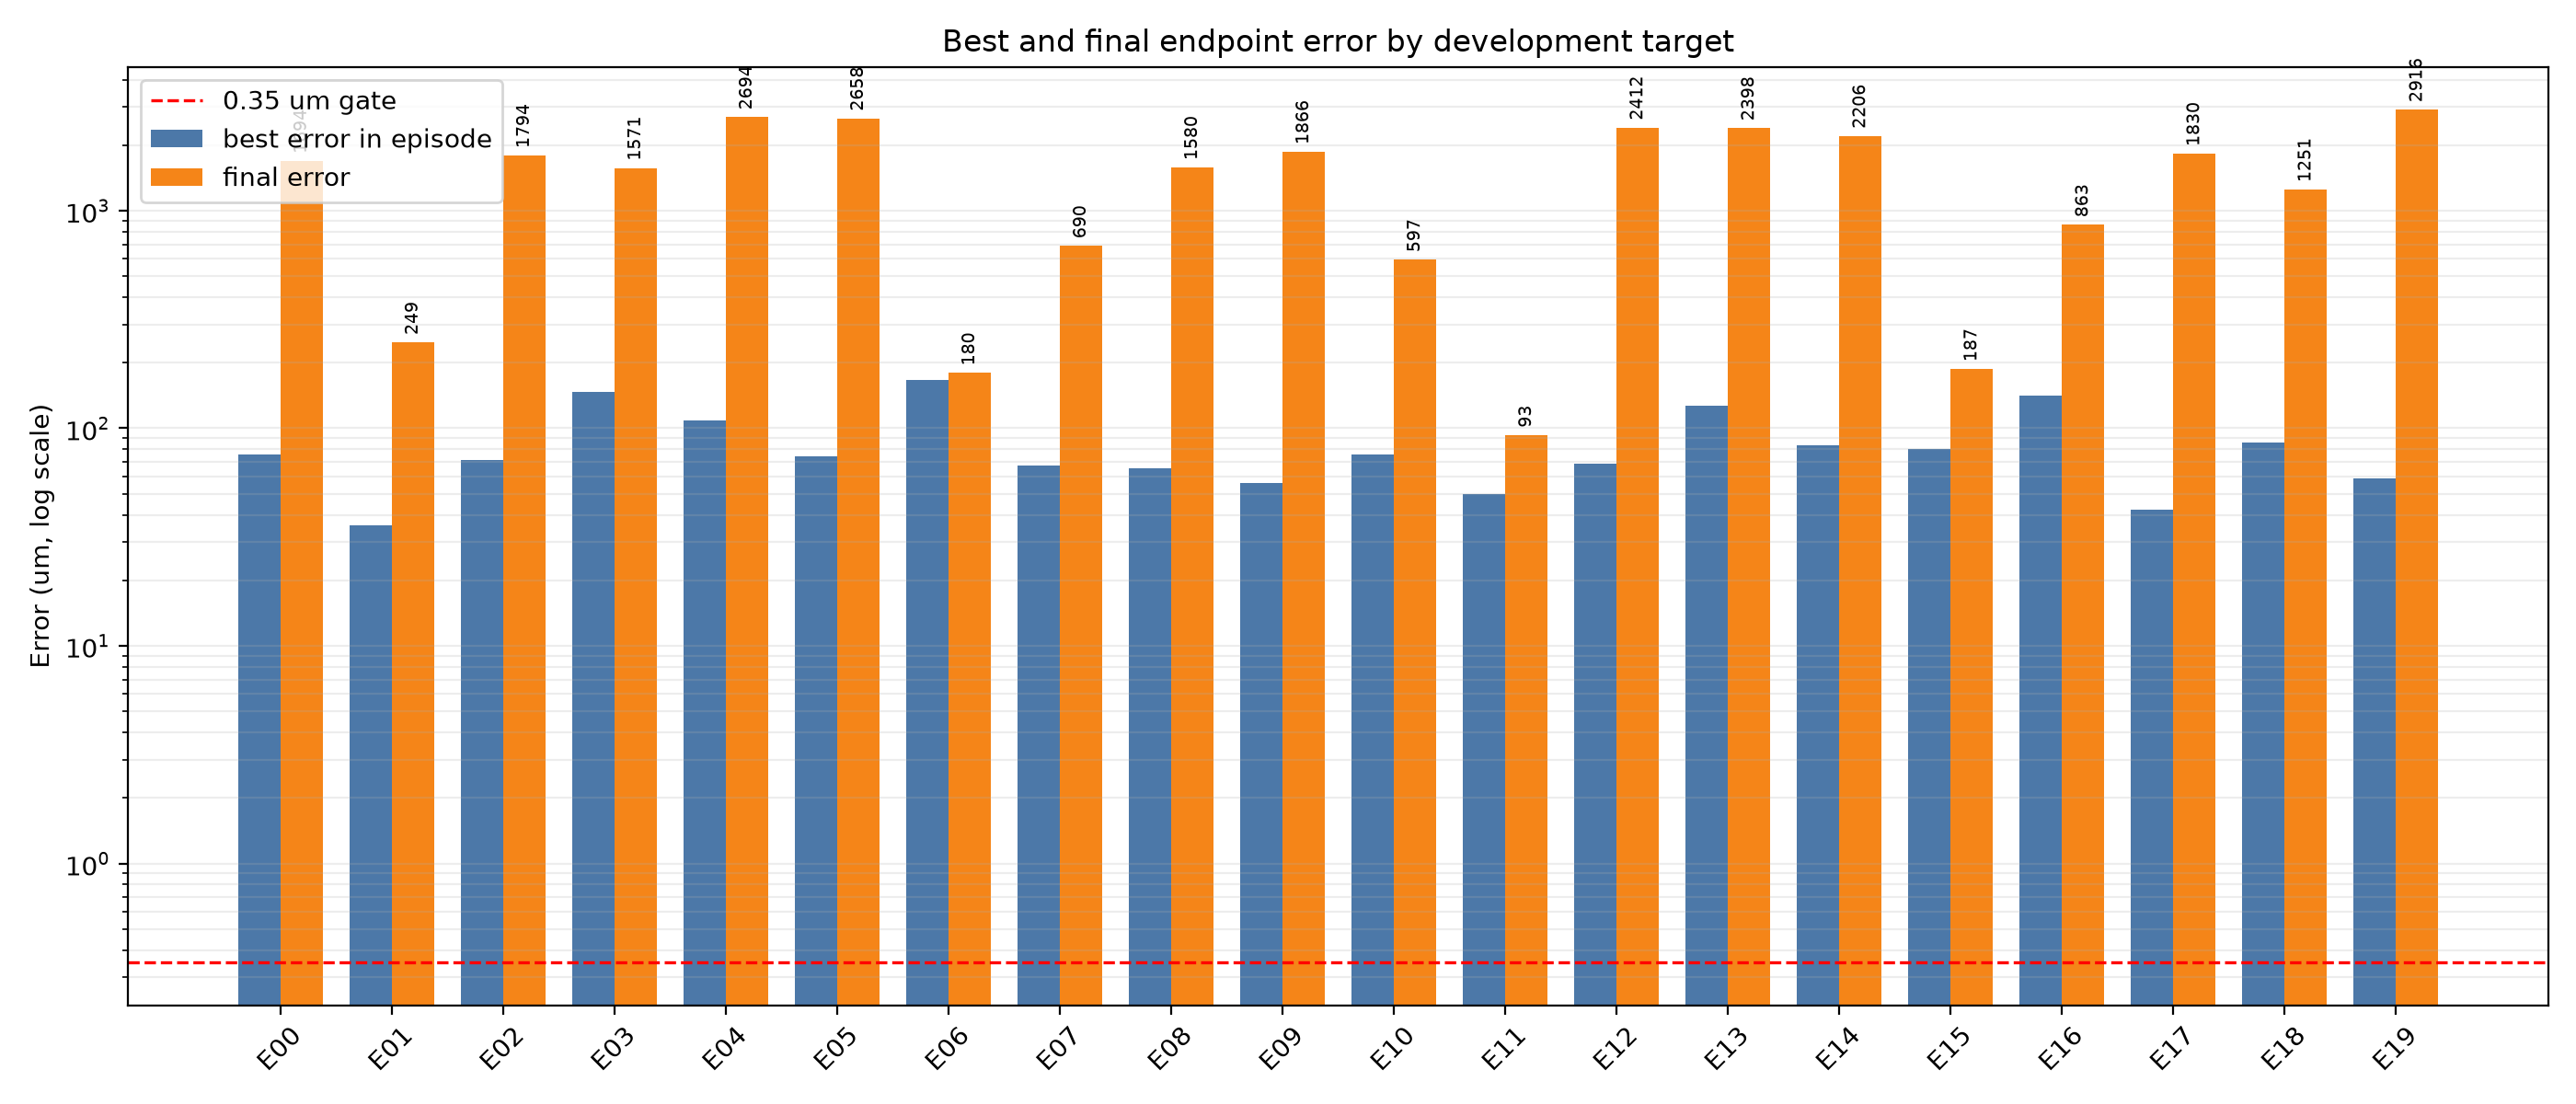 Best and final endpoint error by development target
0.35 um gate
best error in episode
final error
Error (um, log scale)
10³
10²
10¹
10⁰
249
1794
1571
2694
2658
180
690
1580
1866
597
93
2412
2398
2206
187
863
1830
1251
2916
E00
E01
E02
E03
E04
E05
E06
E07
E08
E09
E10
E11
E12
E13
E14
E15
E16
E17
E18
E19